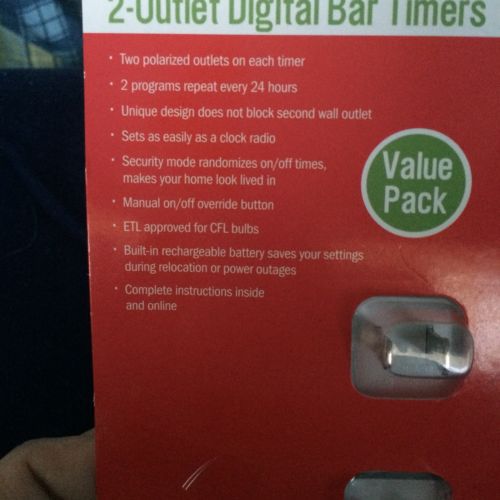 2-Outlet Digital Bar Timers
· Two polarized outlets on each timer
· 2 programs repeat every 24 hours
· Unique design does not block second wall outlet
· Sets as easily as a clock radio
· Security mode randomizes on/off times,
makes your home look lived in
· Manual on/off override button
· ETL approved for CFL bulbs
· Built-in rechargeable battery saves your settings
during relocation or power outages
· Complete instructions inside
and online
Value
Pack